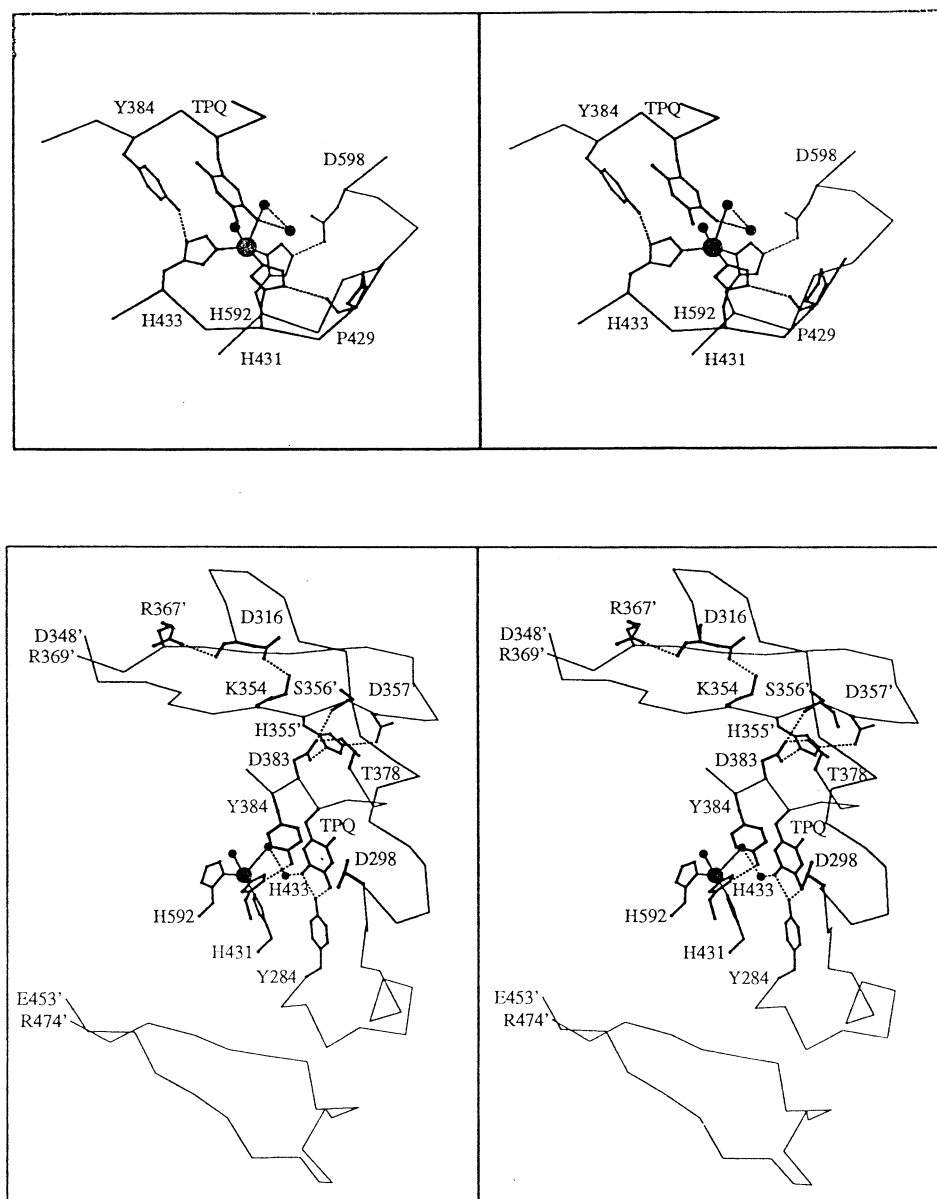 Y384 TPQ
D598
H433
H592
P429
H431
Y384 TPQ
D598
H433
H592
P429
H431
R367'
D316
D348'
R369'
K354
S356'
D357'
H355'
D383
T378
Y384
TPQ
D298
H433
H592
H431
Y284
E453'
R474'
R367'
D316
D348'
R369'
K354
S356'
D357'
H355'
D383
T378
Y384
TPQ
D298
H433
H592
H431
Y284
E453'
R474'